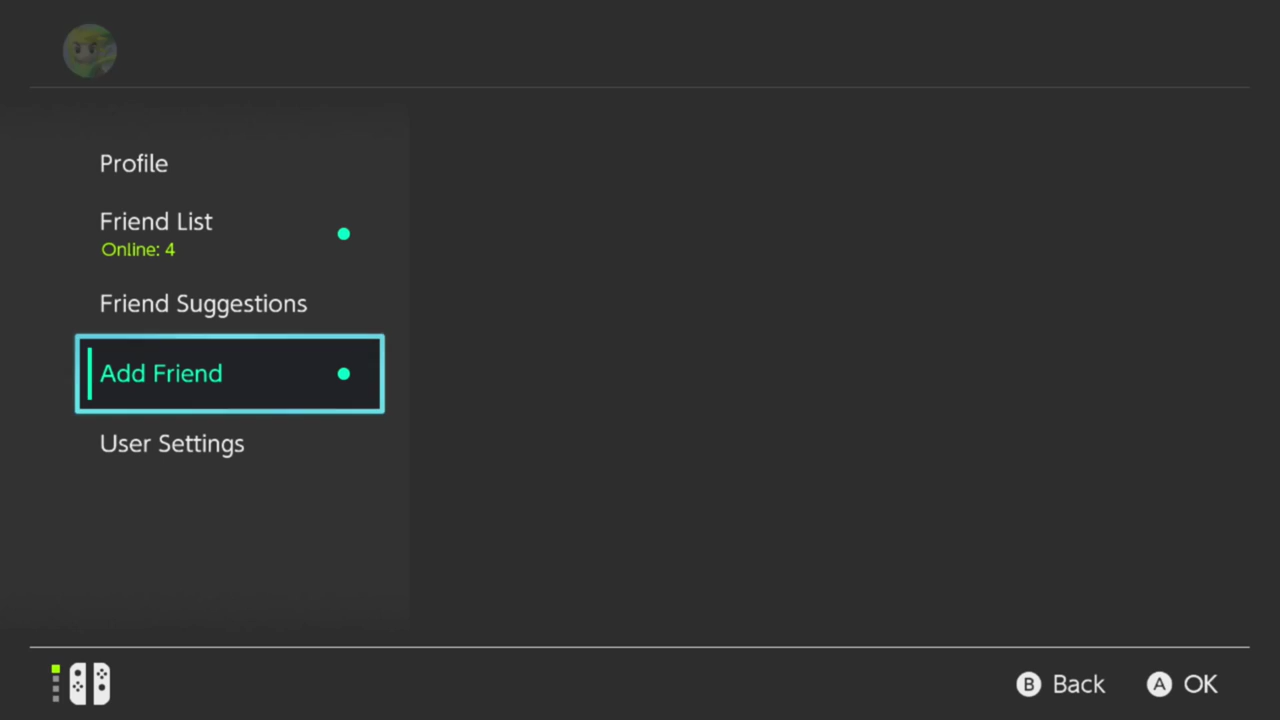 Profile
Friend List
Online: 4
Friend Suggestions
Add Friend
User Settings
B Back A OK